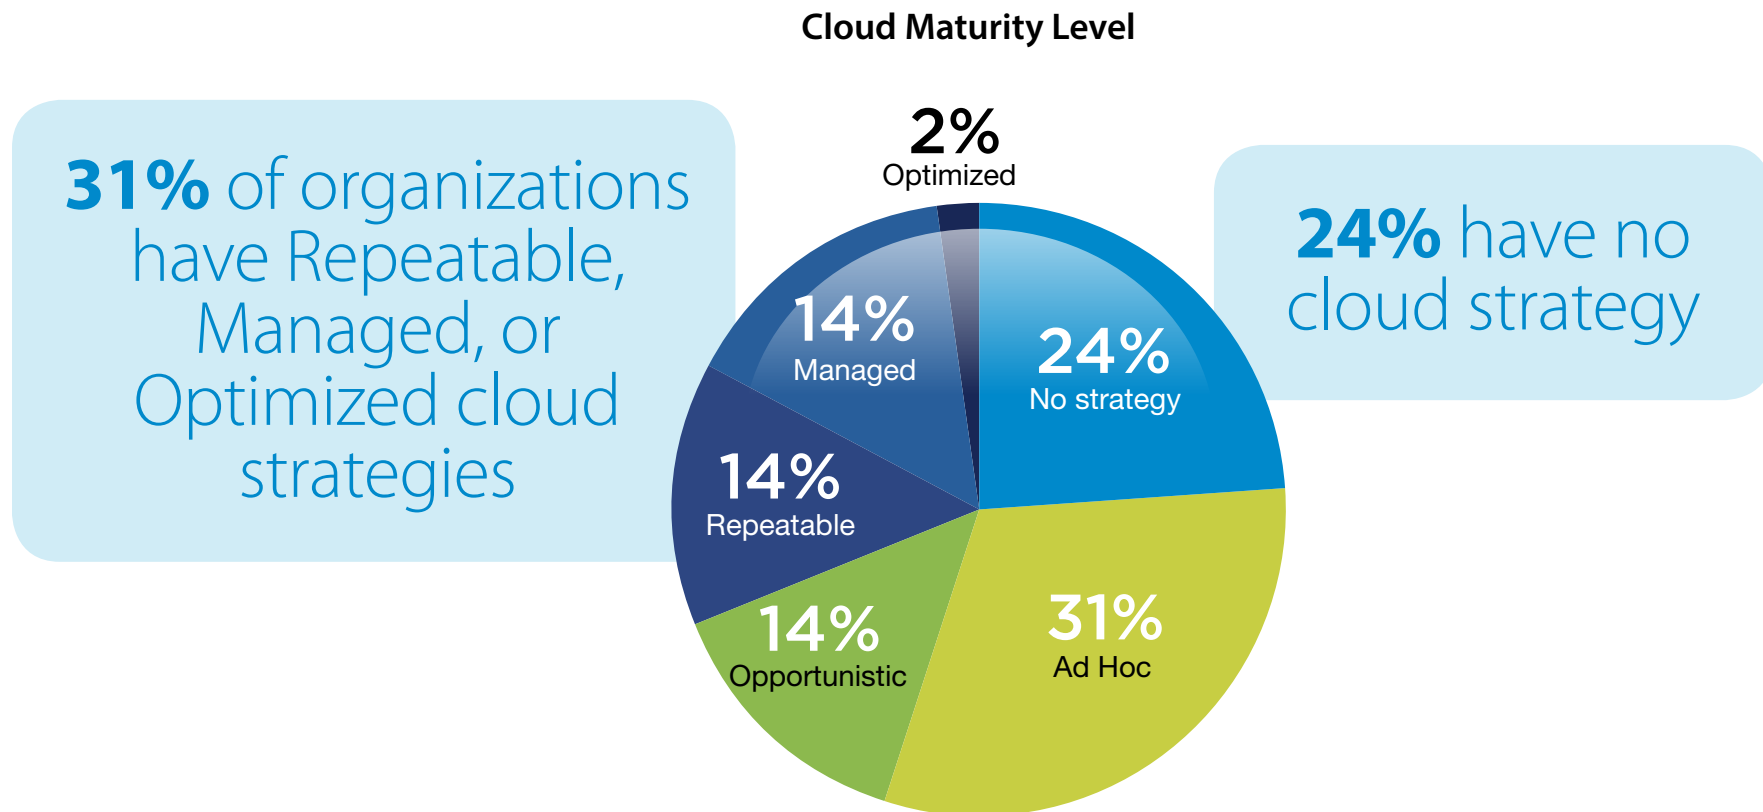 Cloud Maturity Level
31% of organizations
have Repeatable,
Managed, or
Optimized cloud
strategies
2%
Optimized
24% have no
cloud strategy
14%
Managed
24%
No strategy
14%
Repeatable
14%
Opportunistic
31%
Ad Hoc